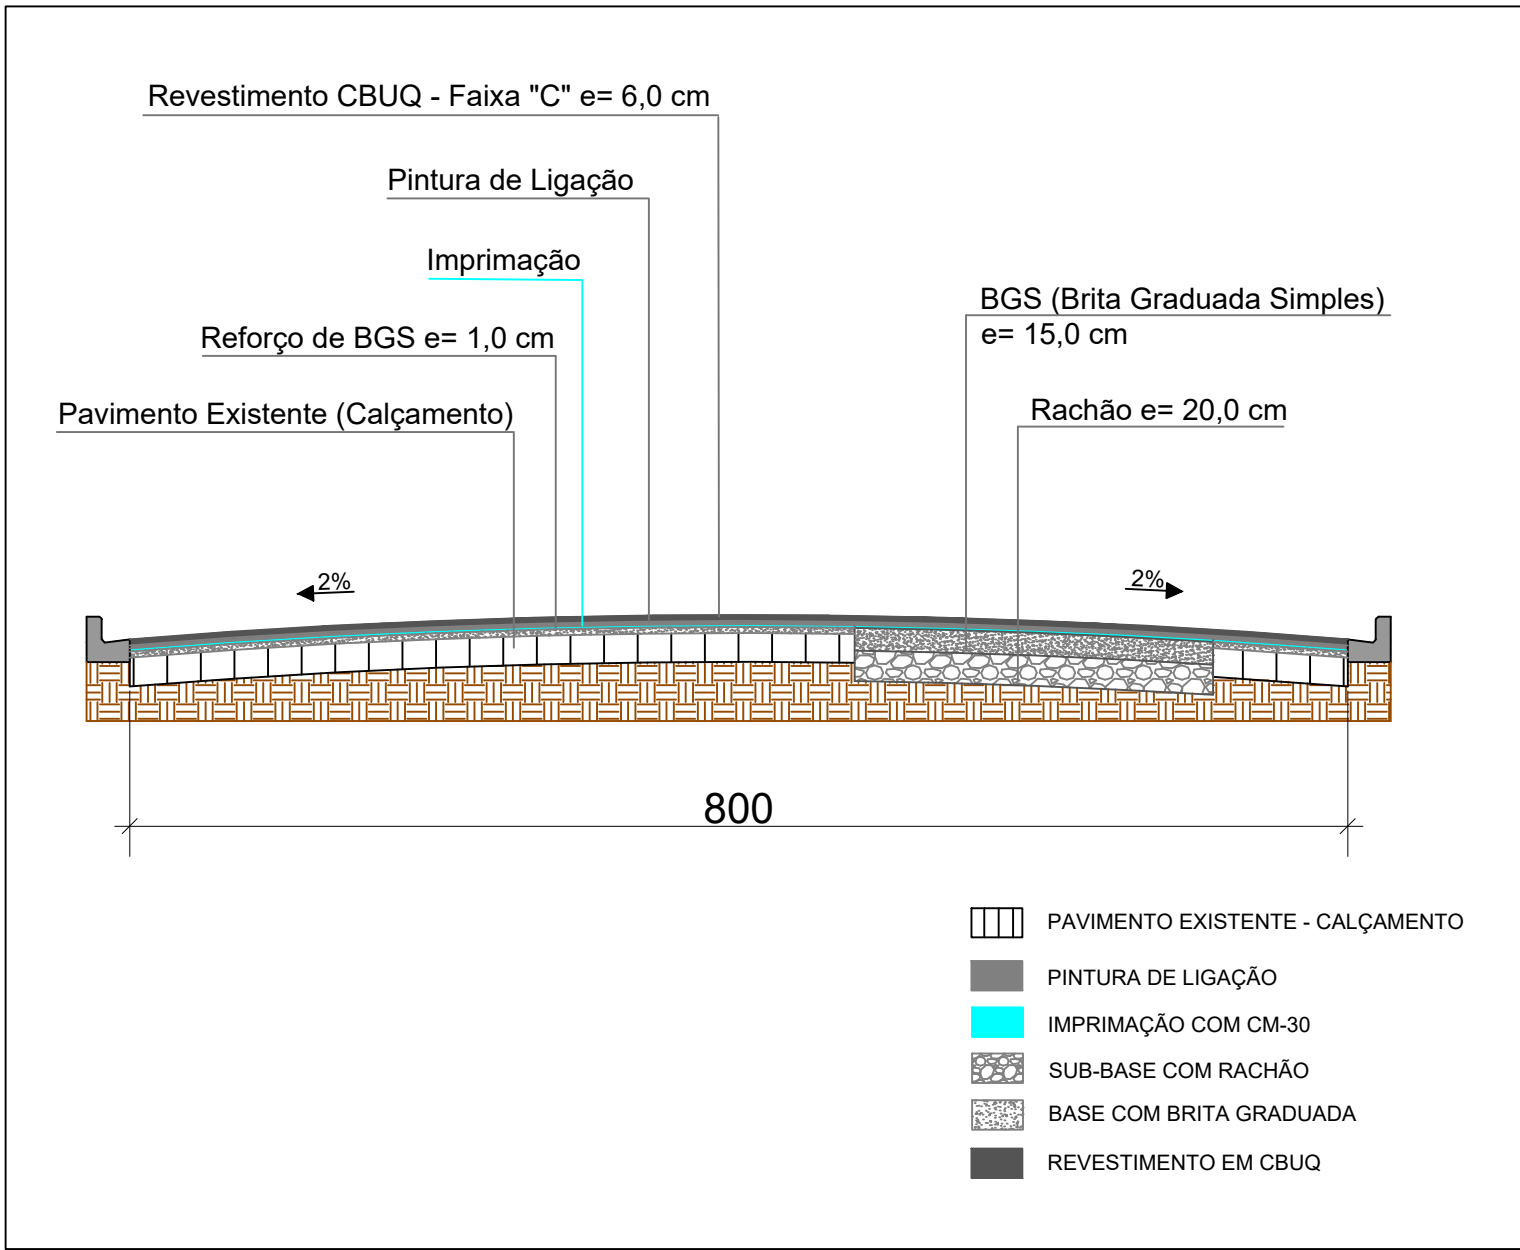 Revestimento CBUQ - Faixa "C" e= 6,0 cm
Pintura de Ligação
Imprimação
BGS (Brita Graduada Simples)
e= 15,0 cm
Reforço de BGS e= 1,0 cm
Pavimento Existente (Calçamento)
Rachão e= 20,0 cm
2%
2%
800
PAVIMENTO EXISTENTE - CALÇAMENTO
PINTURA DE LIGAÇÃO
IMPRIMAÇÃO COM CM-30
SUB-BASE COM RACHÃO
BASE COM BRITA GRADUADA
REVESTIMENTO EM CBUQ